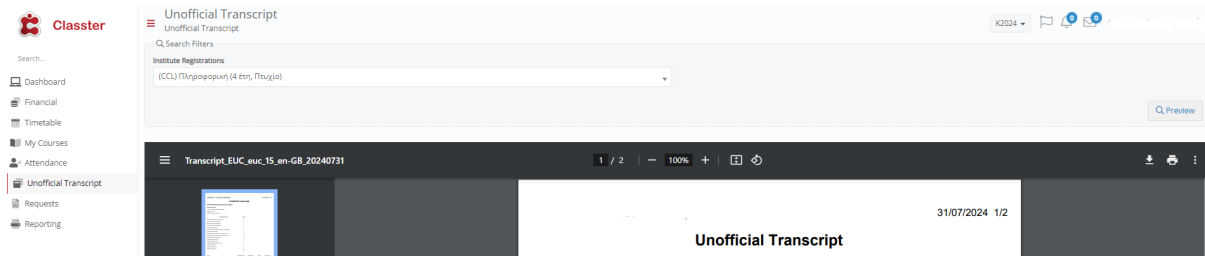 Classter
Search...
Dashboard
Financial
Timetable
My Courses
Attendance
Unofficial Transcript
Requests
Reporting
Unofficial Transcript
Unofficial Transcript
K2024
0
0
Search Filters
Institute Registrations
(CCL) Πληροφορική (4 έτη, Πτυχίο)
Preview
Transcript_EUC_euc_15_en-GB_20240731
1 / 2
100%
31/07/2024 1/2
Unofficial Transcript